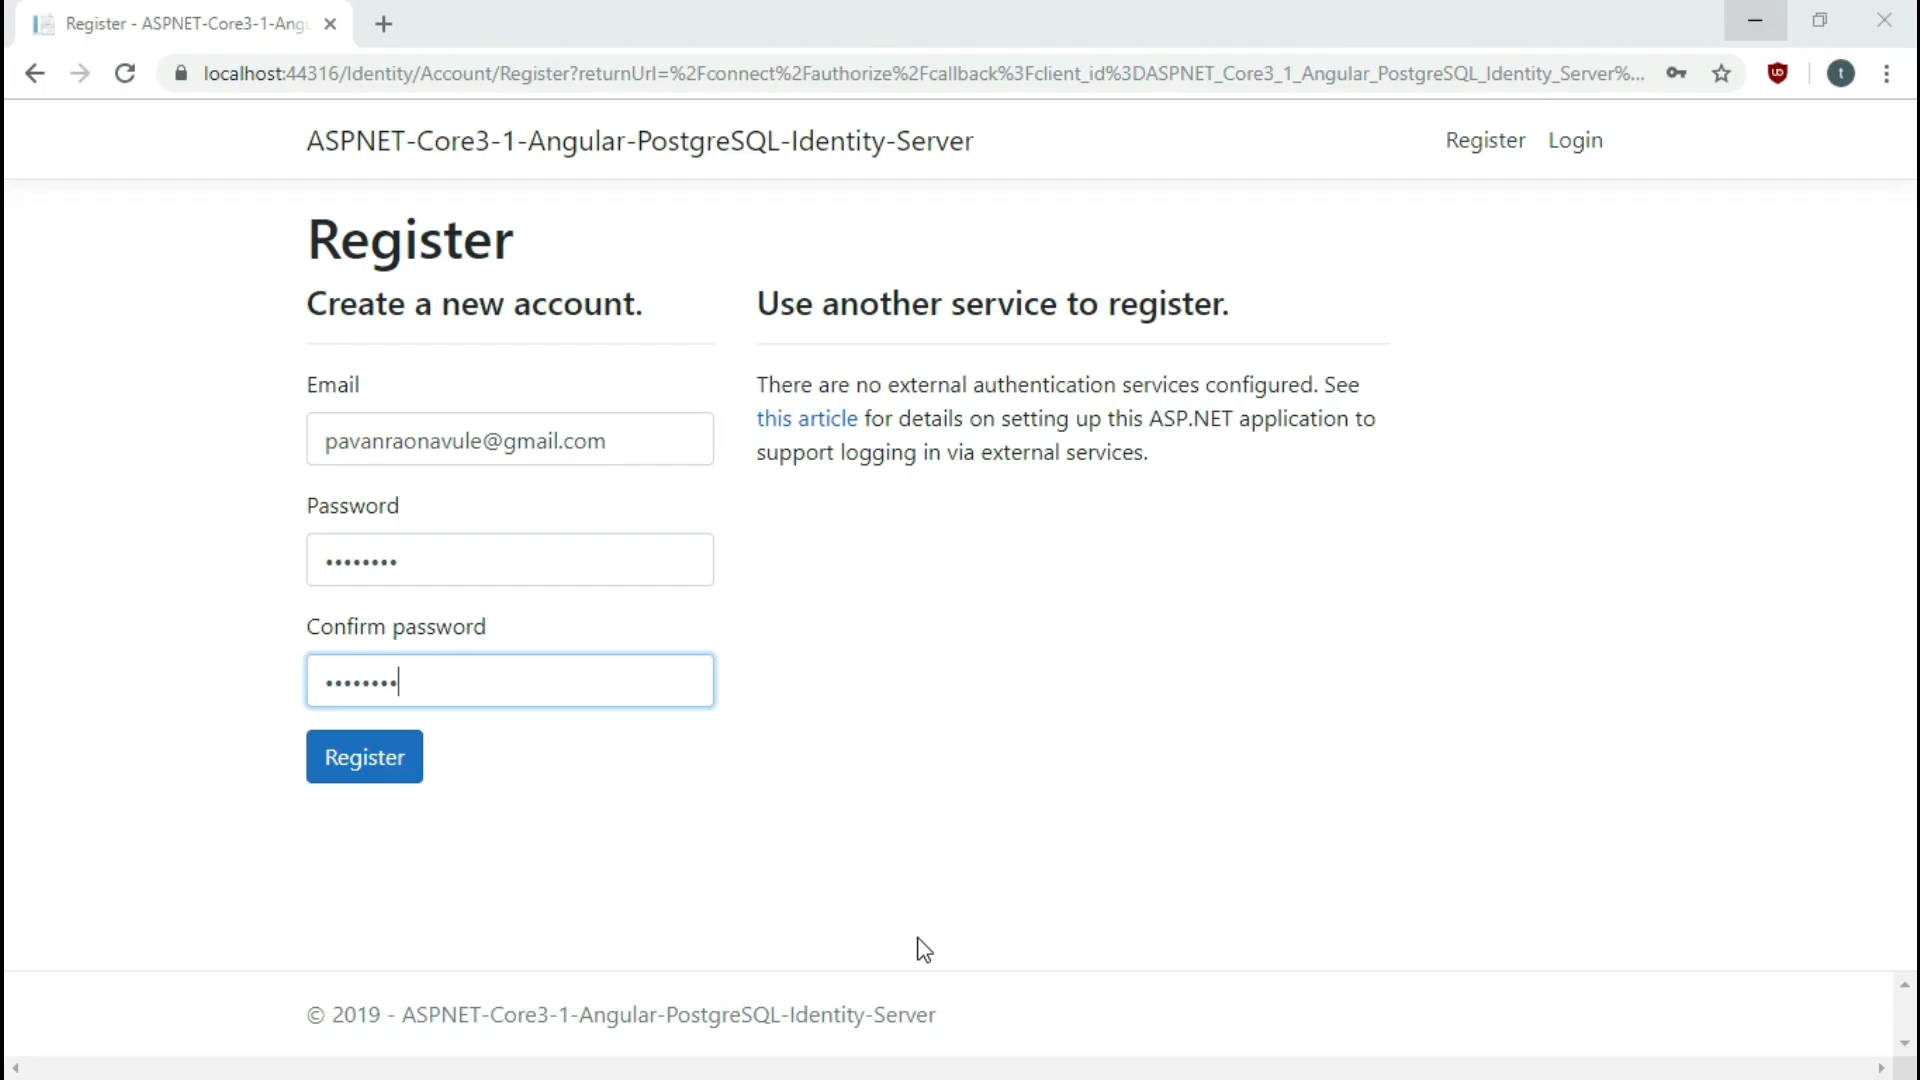 Register - ASPNET-Core3-1-Ang
localhost:44316/Identity/Account/Register?returnUrl=%2Fconnect%2Fauthorize%2Fcallback%3Fclient_id%3DASPNET_Core3_1_Angular_PostgreSQL_Identity_Server%...
t
ASPNET-Core3-1-Angular-PostgreSQL-Identity-Server
Register Login
Register
Create a new account.
Use another service to register.
Email
pavanraonavule@gmail.com
Password
••••••••
Confirm password
••••••••
Register
There are no external authentication services configured. See
this article for details on setting up this ASP.NET application to
support logging in via external services.
© 2019 - ASPNET-Core3-1-Angular-PostgreSQL-Identity-Server